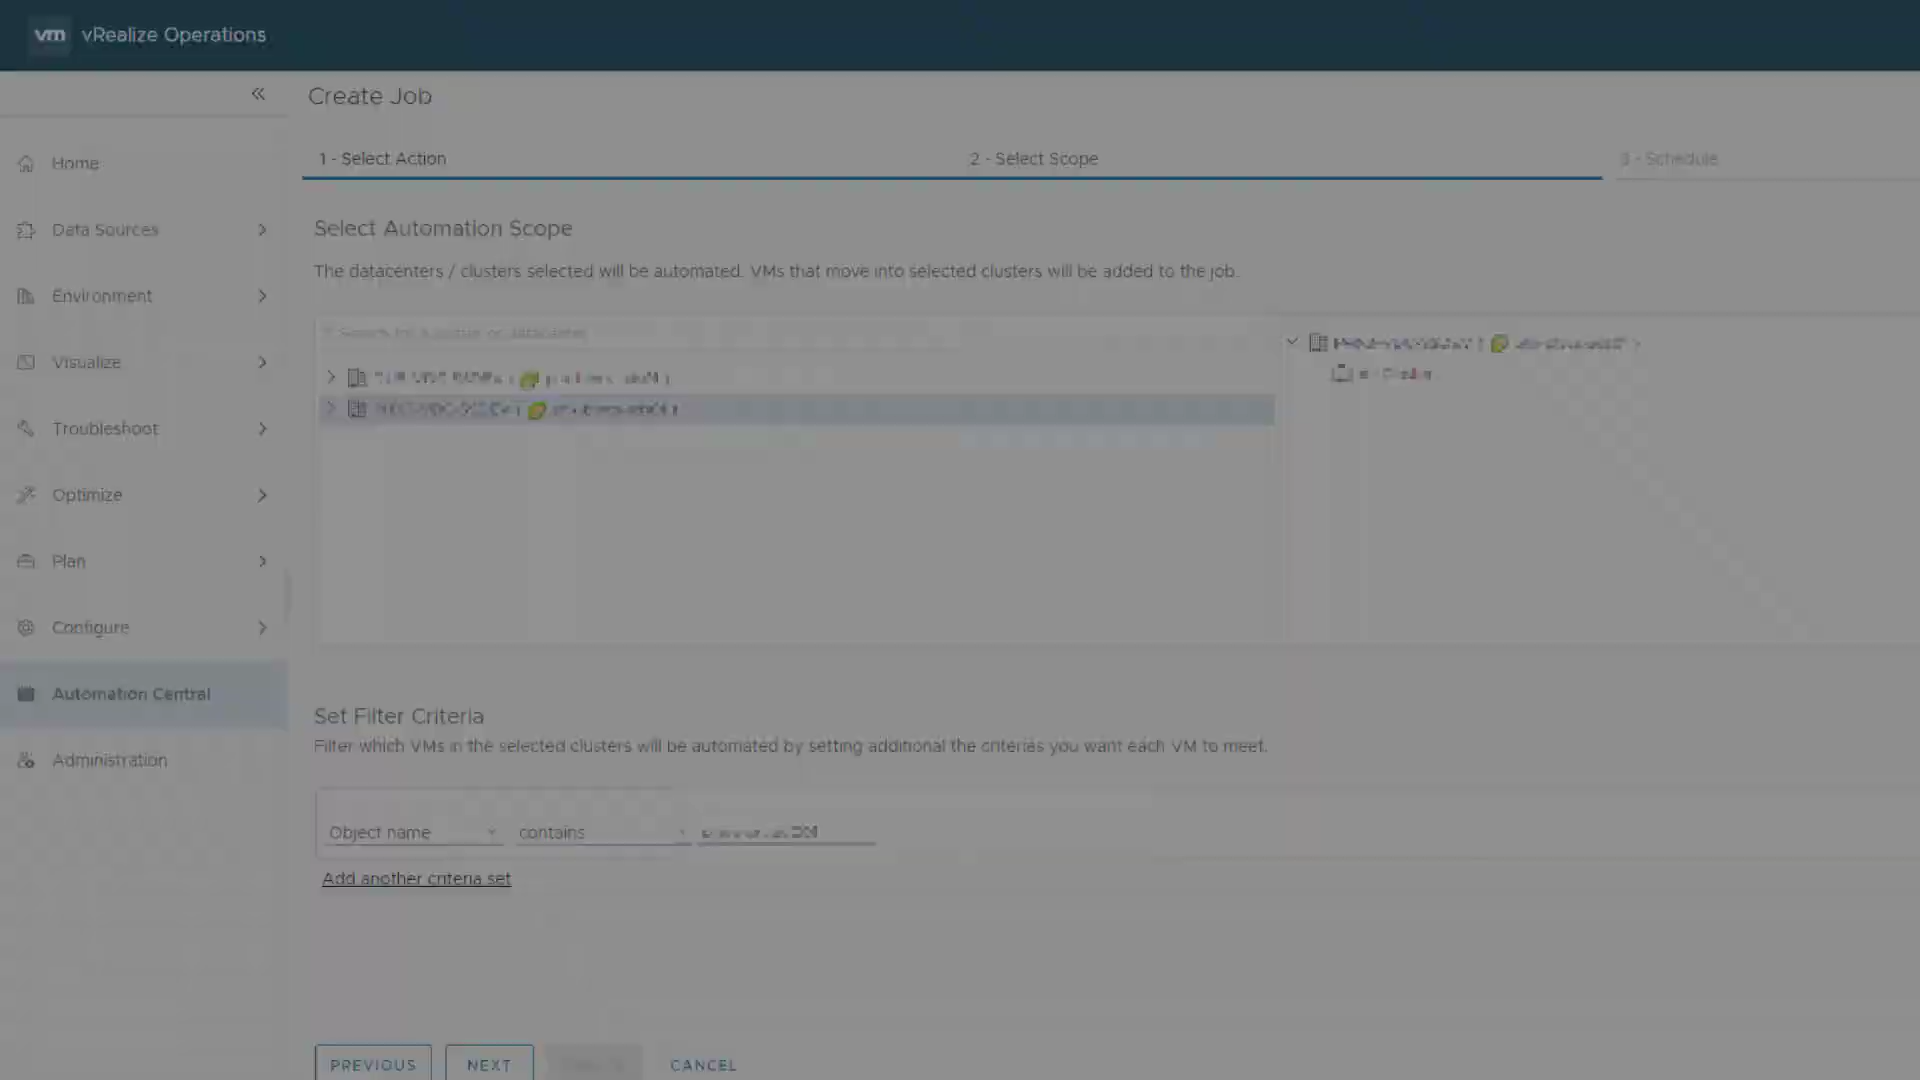 vm vRealize Operations
Create Job
1 - Select Action
2 - Select Scope
3 - Schedule
Home
Data Sources
Environment
Visualize
Troubleshoot
Optimize
Plan
Configure
Automation Central
Administration
Select Automation Scope
The datacenters / clusters selected will be automated. VMs that move into selected clusters will be added to the job.
Set Filter Criteria
Filter which VMs in the selected clusters will be automated by setting additional the criterias you want each VM to meet.
Object name
contains
Add another criteria set
PREVIOUS
NEXT
CANCEL